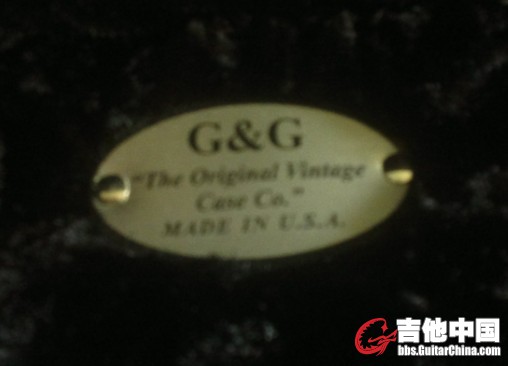 G&G
"The Original Vintage
Case Co."
MADE IN U.S.A.
吉他中国
bbs.GuitarChina.com